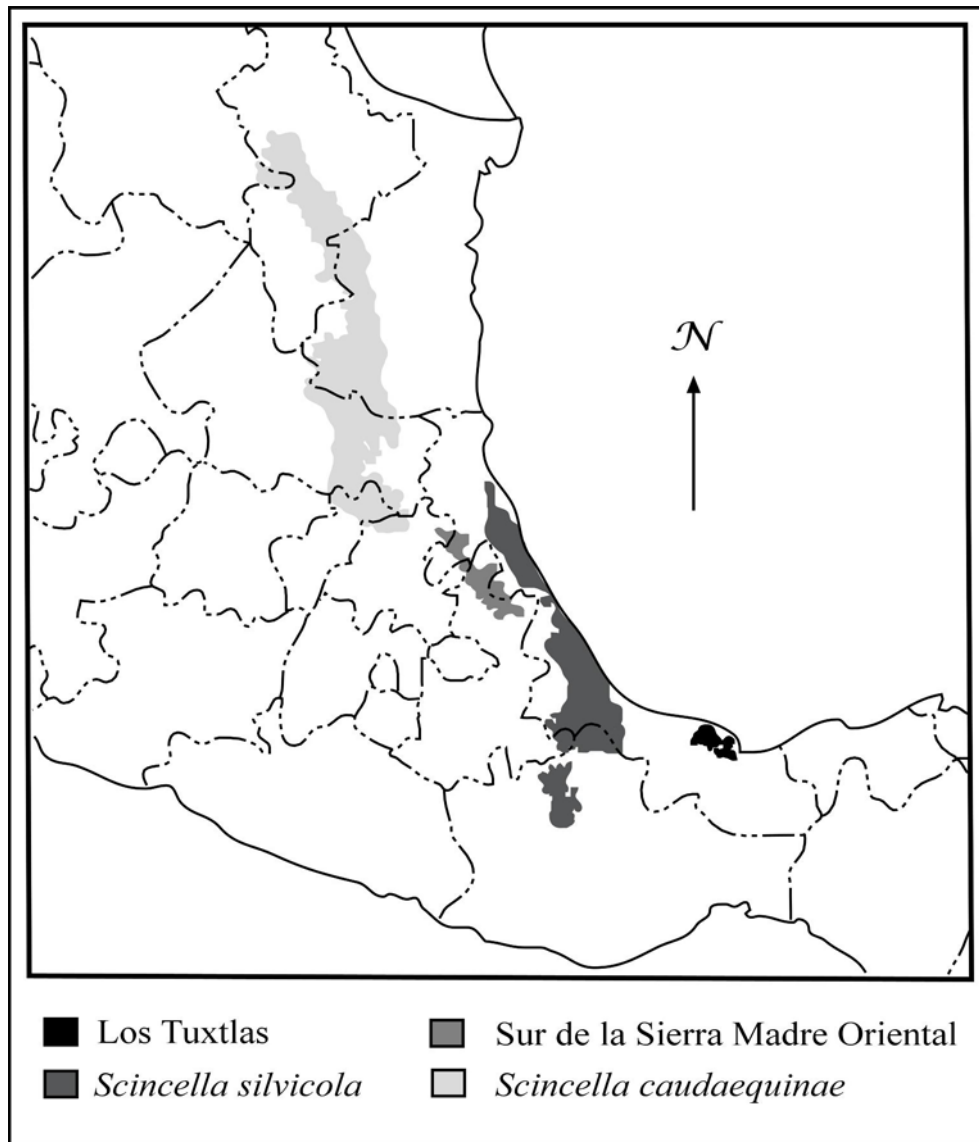 N
Los Tuxtlas
Sur de la Sierra Madre Oriental
Scincella silvicola
Scincella caudaequinae